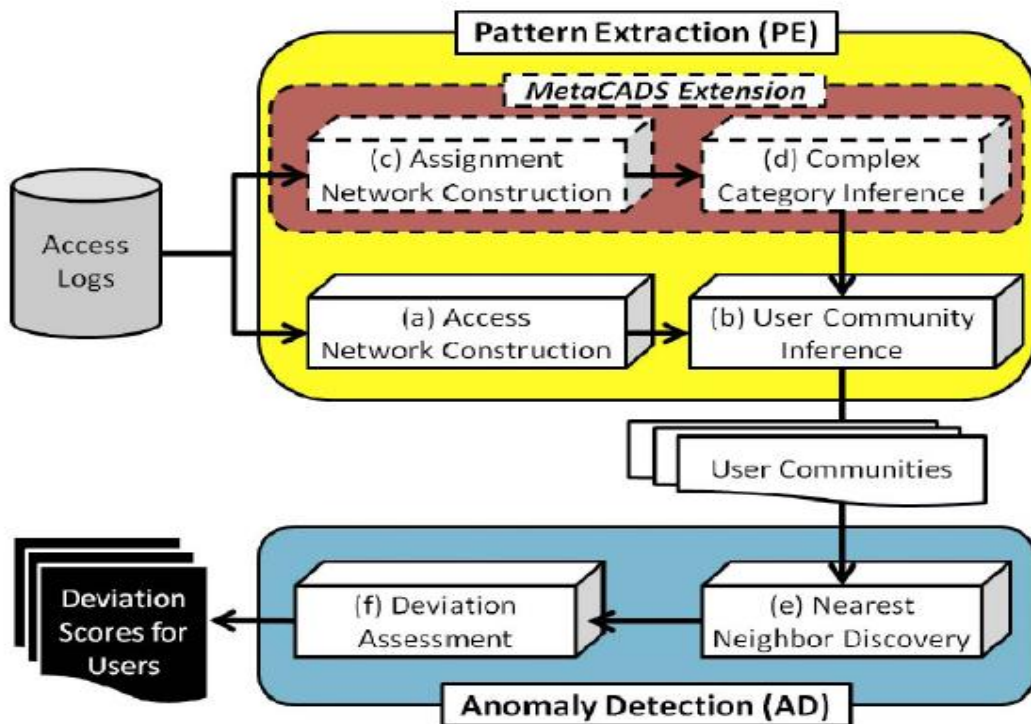 Pattern Extraction (PE)
MetaCADS Extension
(c) Assignment
Network Construction
(d) Complex
Category Inference
Access
Logs
(a) Access
Network Construction
(b) User Community
Inference
User Communities
Deviation
Scores for
Users
(f) Deviation
Assessment
(e) Nearest
Neighbor Discovery
Anomaly Detection (AD)